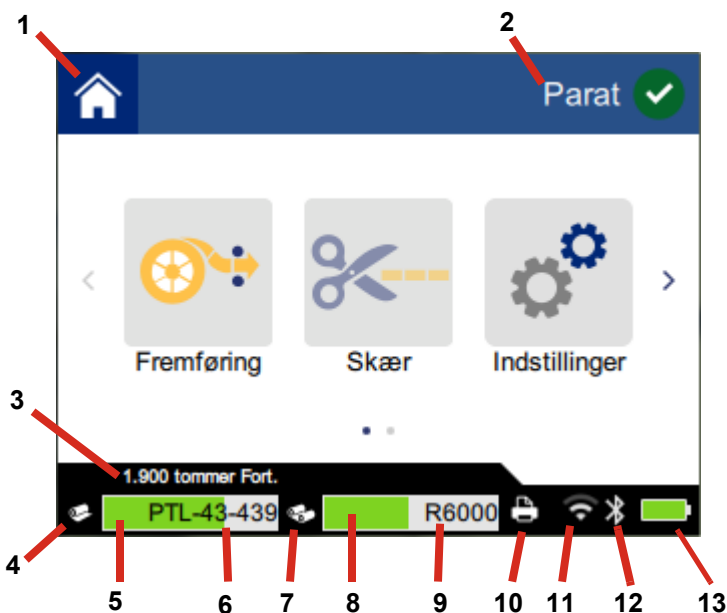 1
2
Parat
Fremføring
Skær
Indstillinger
3
1.900 tommer Fort.
PTL-43-439
R6000
4
5
6
7
8
9
10
11
12
13